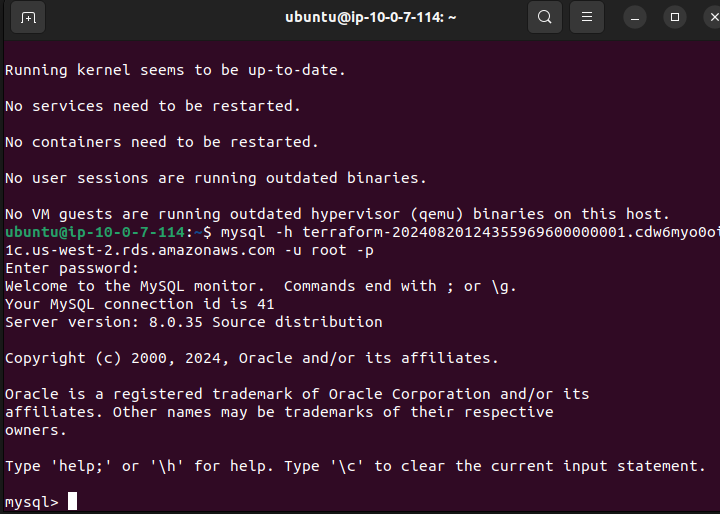 ubuntu@ip-10-0-7-114: ~
Running kernel seems to be up-to-date.
No services need to be restarted.
No containers need to be restarted.
No user sessions are running outdated binaries.
No VM guests are running outdated hypervisor (qemu) binaries on this host.
ubuntu@ip-10-0-7-114:~$ mysql -h terraform-20240820124355969600000001.cdw6myo0oi
1c.us-west-2.rds.amazonaws.com -u root -p
Enter password:
Welcome to the MySQL monitor.  Commands end with ; or \g.
Your MySQL connection id is 41
Server version: 8.0.35 Source distribution
Copyright (c) 2000, 2024, Oracle and/or its affiliates.
Oracle is a registered trademark of Oracle Corporation and/or its
affiliates. Other names may be trademarks of their respective
owners.
Type 'help;' or '\h' for help. Type '\c' to clear the current input statement.
mysql>